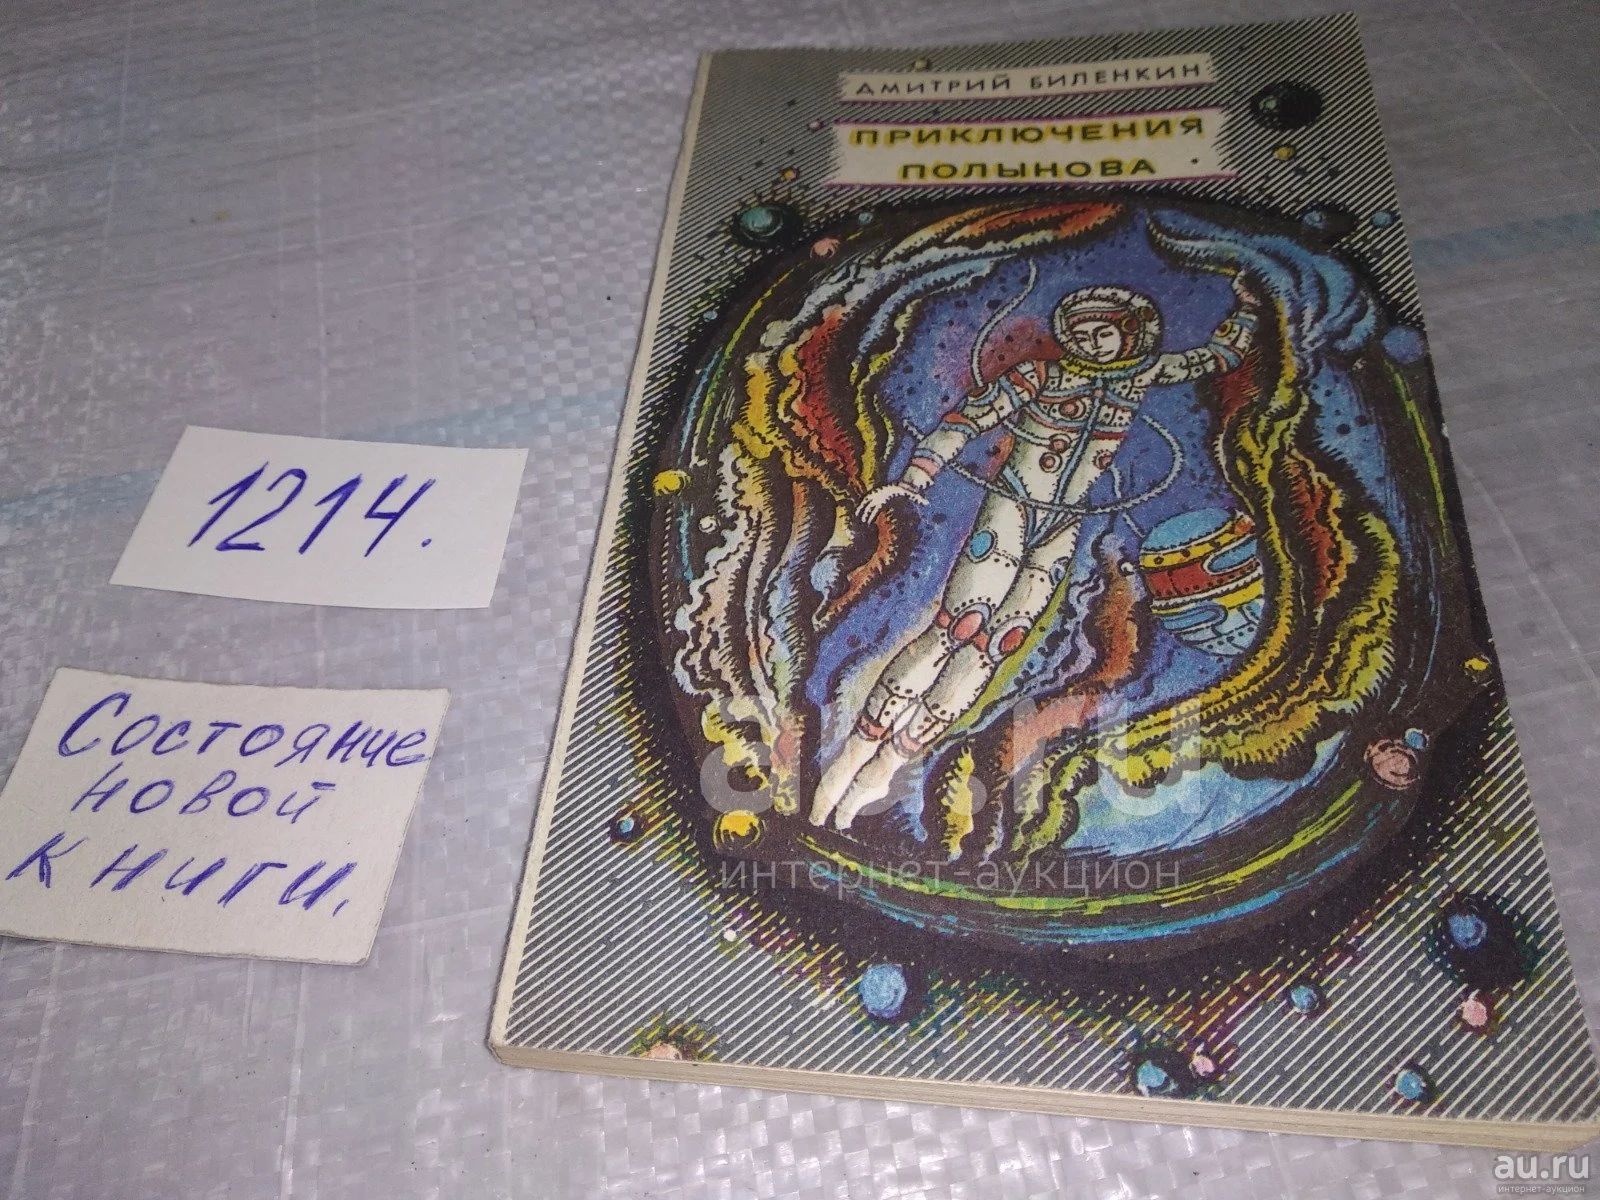 ДМИТРИЙ БИЛЕНКИН
ПРИКЛЮЧЕНИЯ
ПОЛЫНОВА
1214.
Состояние
новой
книги.
au.ru
интернет-аукцион
au.ru
интернет-аукцион